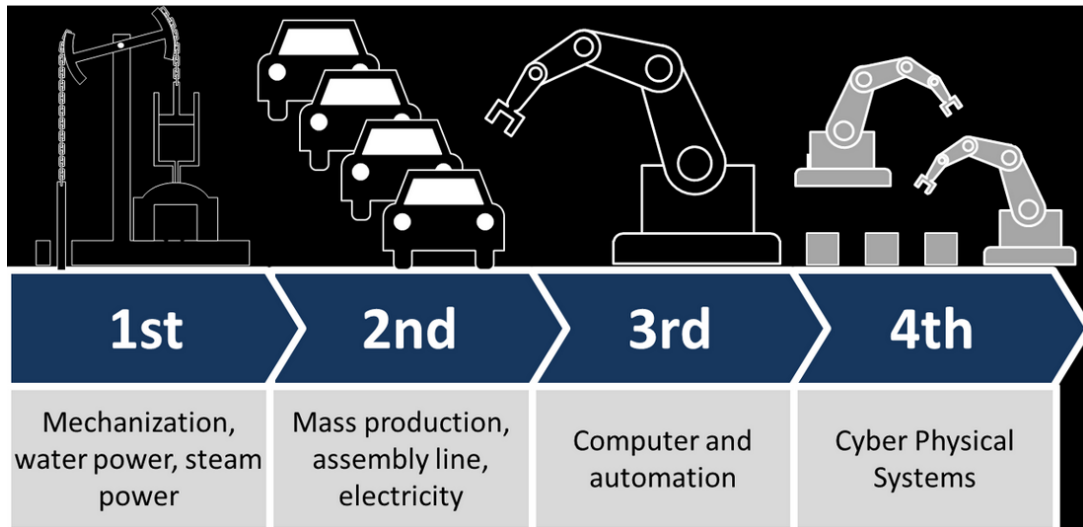 1st
2nd
3rd
4th
Mechanization,
water power, steam
power
Mass production,
assembly line,
electricity
Computer and
automation
Cyber Physical
Systems